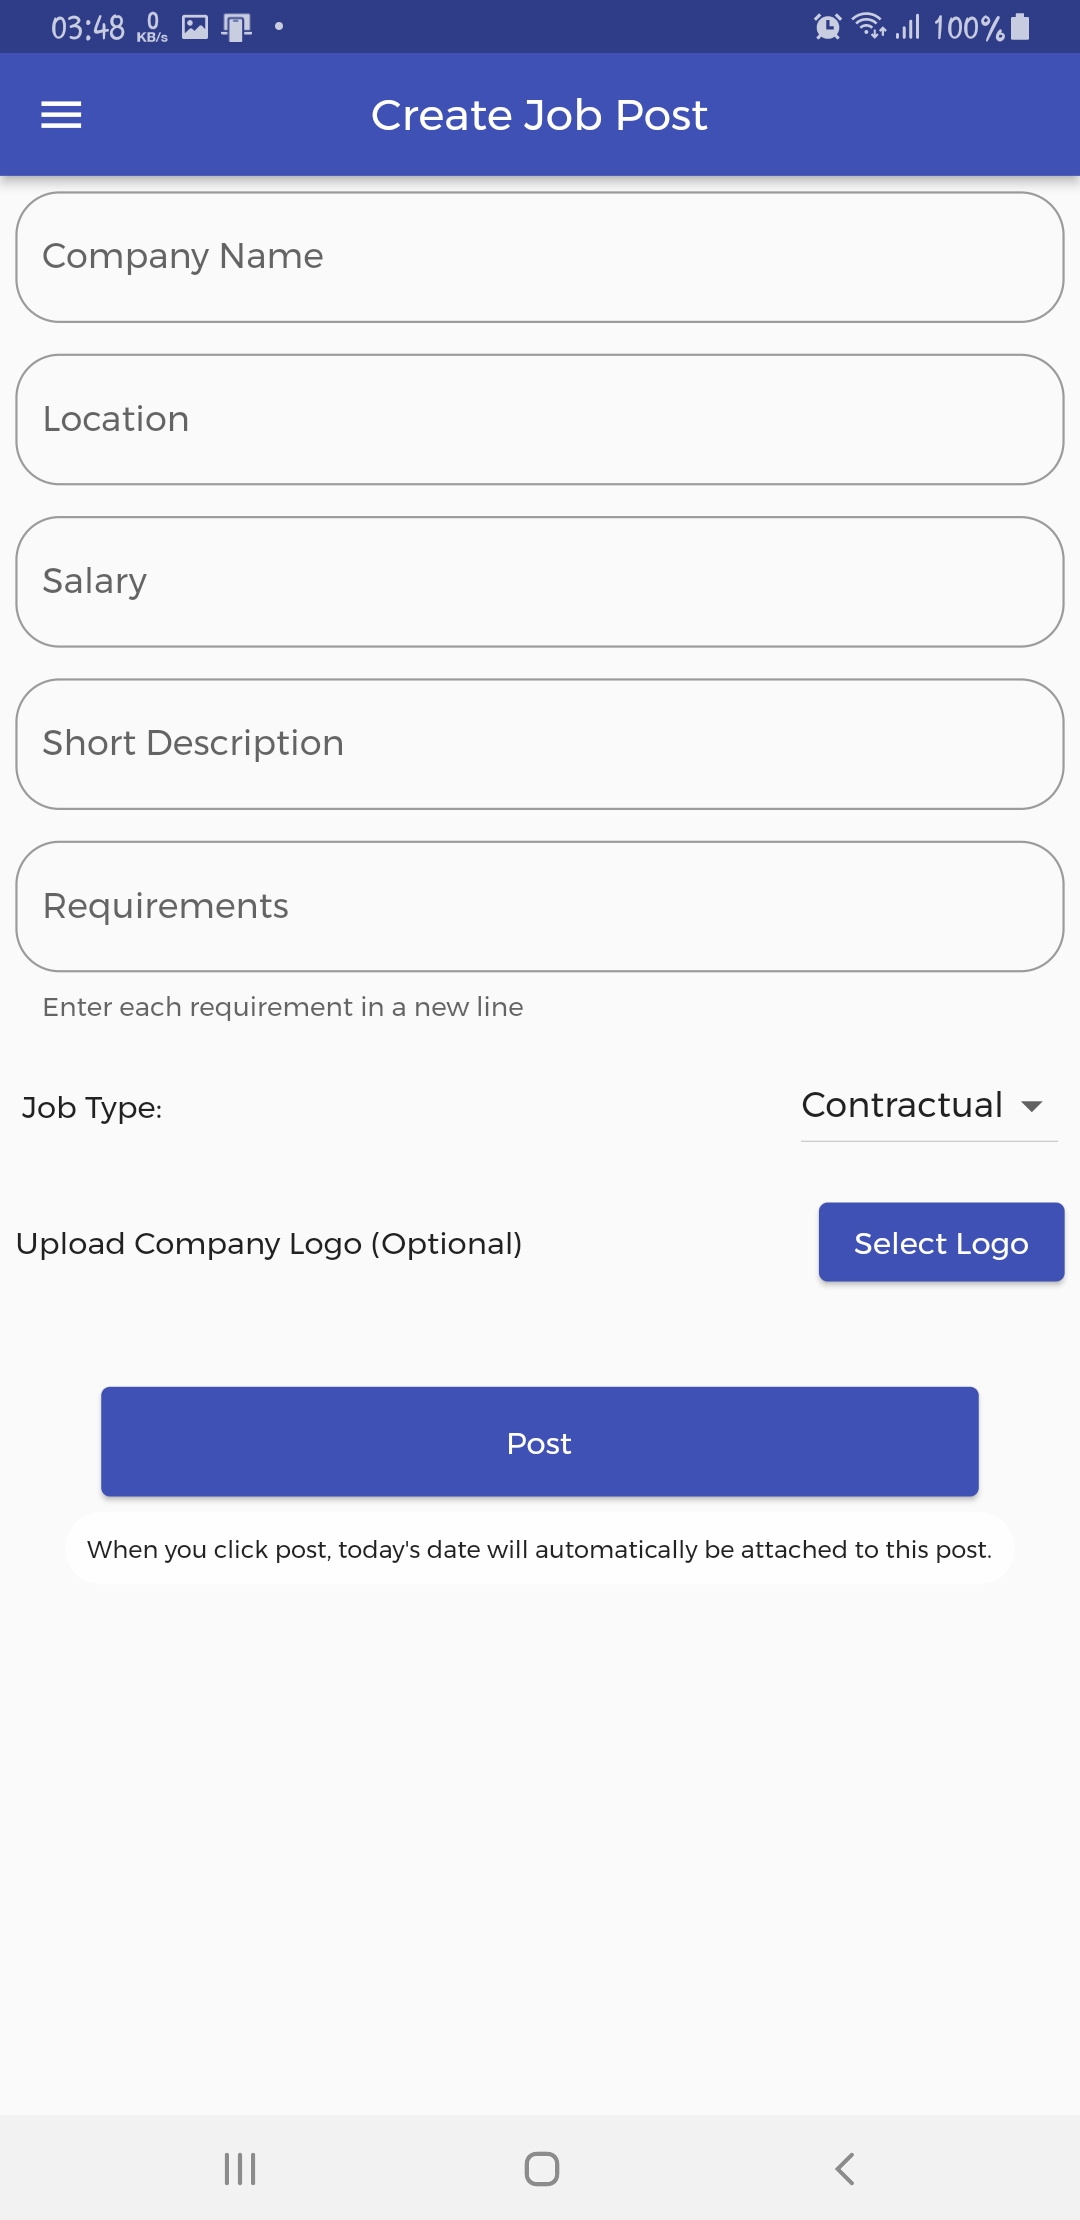 03:48 0 KB/s 100%
Create Job Post
Company Name
Location
Salary
Short Description
Requirements
Enter each requirement in a new line
Job Type: Contractual
Upload Company Logo (Optional) Select Logo
Post
When you click post, today's date will automatically be attached to this post.